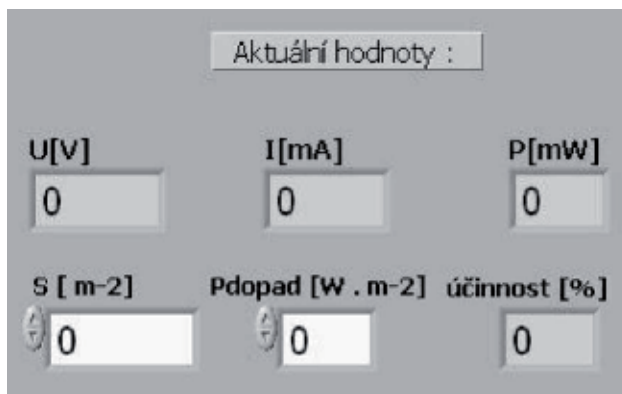 Aktuální hodnoty :
U[V] I[mA] P[mW]
0 0 0
S [ m-2] Pdopad [W . m-2] účinnost [%]
0 0 0